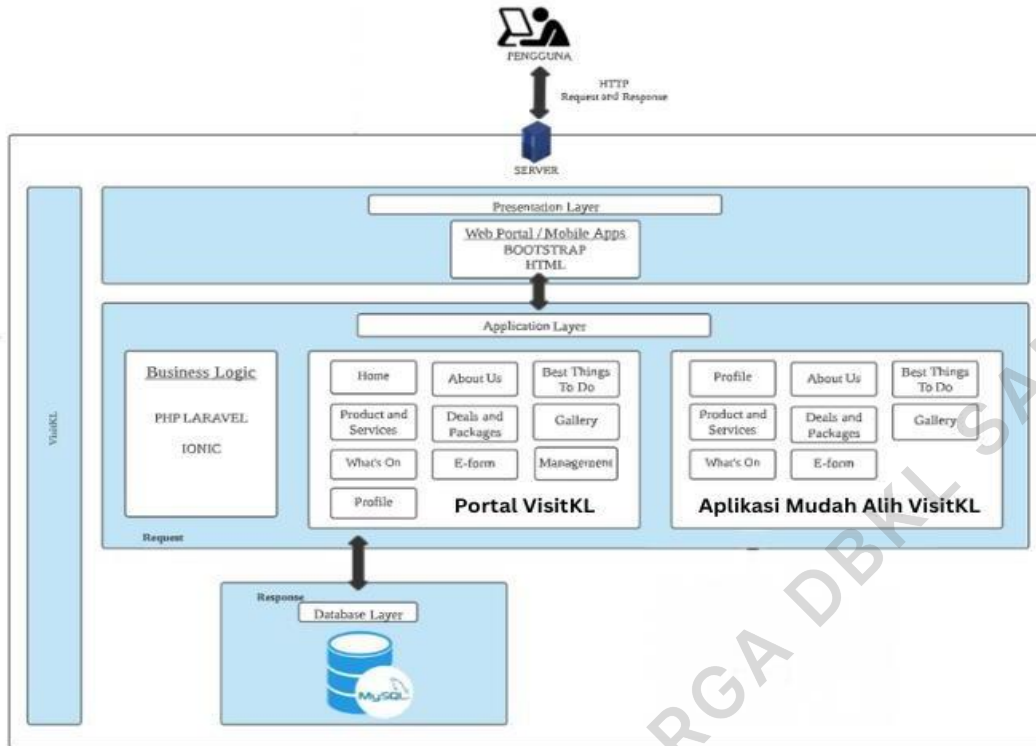 PENGGUNA
HTTP
Request and Response
SERVER
VisitKL
Presentation Layer
Web Portal / Mobile Apps
BOOTSTRAP
HTML
Application Layer
Business Logic
PHP LARAVEL
IONIC
Home
About Us
Best Things
To Do
Product and
Services
Deals and
Packages
Gallery
What's On
E-form
Management
Profile
Portal VisitKL
Profile
About Us
Best Things
To Do
Product and
Services
Deals and
Packages
Gallery
What's On
E-form
Aplikasi Mudah Alih VisitKL
Request
Response
Database Layer
MySQL
DBKL